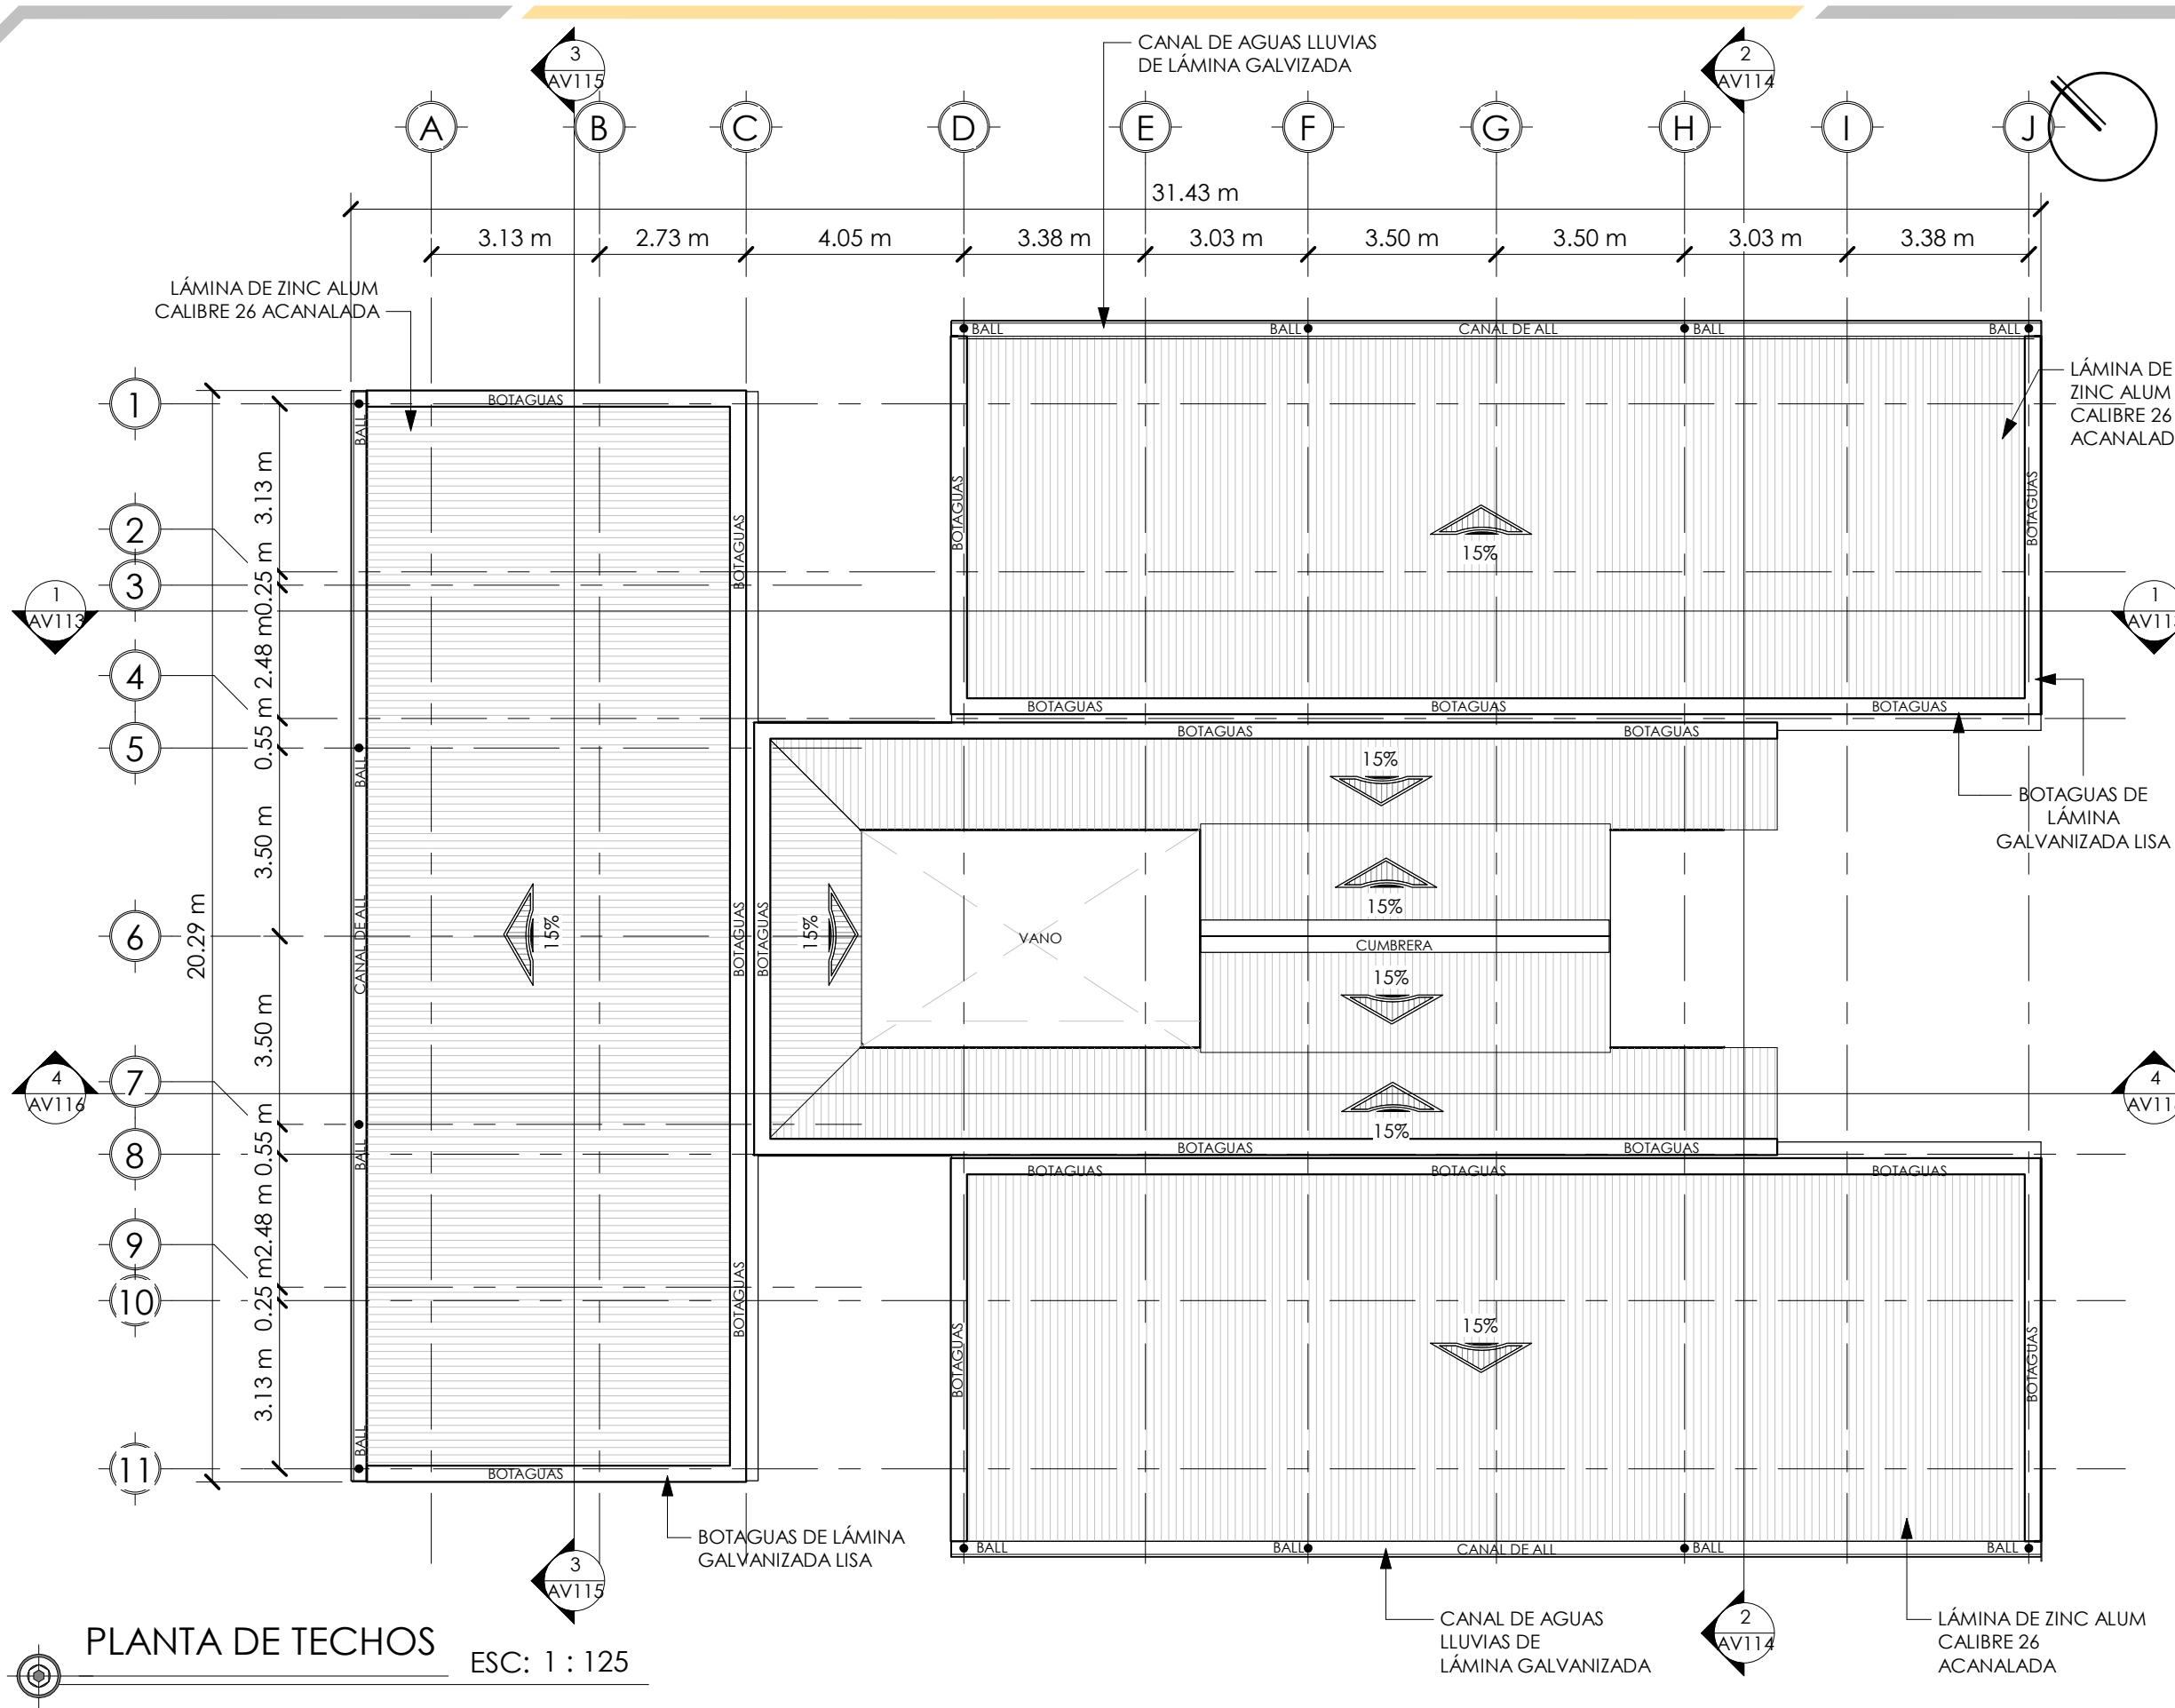 3
AV115
CANAL DE AGUAS LLUVIAS
DE LÁMINA GALVIZADA
2
AV114
A
B
C
D
E
F
G
H
I
J
31.43 m
3.13 m
2.73 m
4.05 m
3.38 m
3.03 m
3.50 m
3.50 m
3.03 m
3.38 m
LÁMINA DE ZINC ALUM
CALIBRE 26 ACANALADA
BALL
BALL
CANAL DE ALL
BALL
BALL
LÁMINA DE
ZINC ALUM
CALIBRE 26
ACANALAD
1
2
3
4
5
6
7
8
9
10
11
20.29 m
3.13 m
0.25 m
2.48 m
0.55 m
3.50 m
3.50 m
0.55 m
2.48 m
0.25 m
3.13 m
1
AV113
1
AV113
4
AV116
4
AV11
BOTAGUAS
BALL
BALL
CANAL DE ALL
BALL
BALL
BOTAGUAS
BOTAGUAS
BOTAGUAS
BOTAGUAS
15%
BOTAGUAS
BOTAGUAS
BOTAGUAS
15%
BOTAGUAS
BOTAGUAS
BOTAGUAS
BOTAGUAS
BOTAGUAS
BOTAGUAS
15%
15%
15%
VANO
CUMBRERA
15%
15%
BOTAGUAS
BOTAGUAS
BOTAGUAS DE
LÁMINA
GALVANIZADA LISA
BOTAGUAS
BOTAGUAS
BOTAGUAS
BOTAGUAS
BOTAGUAS
15%
BALL
BALL
CANAL DE ALL
BALL
BALL
BOTAGUAS DE LÁMINA
GALVANIZADA LISA
3
AV115
CANAL DE AGUAS
LLUVIAS DE
LÁMINA GALVANIZADA
2
AV114
LÁMINA DE ZINC ALUM
CALIBRE 26
ACANALADA
PLANTA DE TECHOS
ESC: 1 : 125